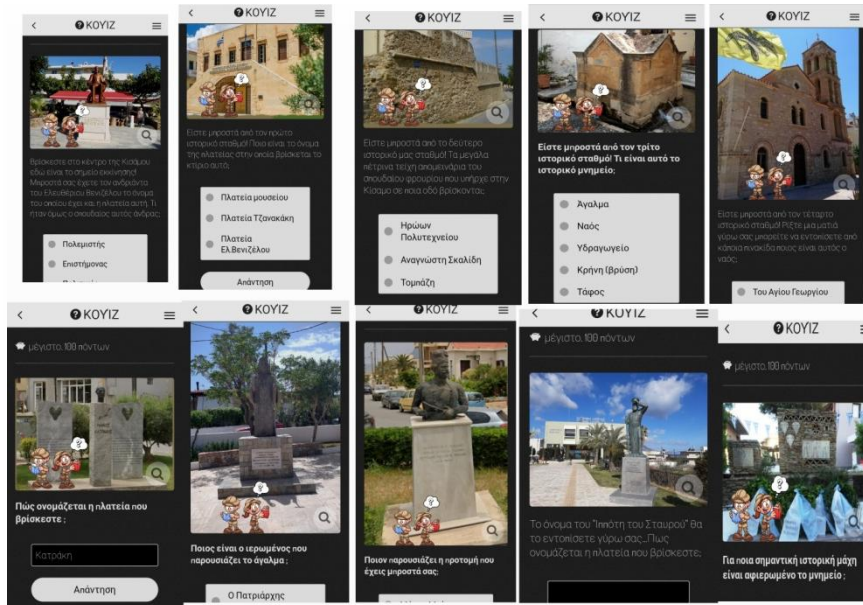 ΚΟΥΙΖ
Βρίσκεστε στο κέντρο της Κισάμου
εδώ είναι το σημείο εκκίνησης!
Μπροστά σας έχετε τον ανδριάντα
του Ελευθέριου Βενιζέλου το όνομα
του οποίου έχει και η πλατεία αυτή. Τι
ήταν όμως ο σπουδαίος αυτός άνδρας;
Πολεμιστής
Επιστήμονας
ΚΟΥΙΖ
Είστε μπροστά από τον πρώτο
ιστορικό σταθμό! Ποιο είναι το όνομα
της πλατείας στην οποία βρίσκεται το
κτίριο αυτό;
Πλατεία μουσείου
Πλατεία Τζανακάκη
Πλατεία
Ελ.Βενιζέλου
Απάντηση
ΚΟΥΙΖ
Είστε μπροστά από το δεύτερο
ιστορικό μας σταθμό! Τα μεγάλα
πέτρινα τείχη απομεινάρια του
σπουδαίου φρουρίου που υπήρχε στην
Κίσαμο σε ποια οδό βρίσκονται;
Ηρώων
Πολυτεχνείου
Αναγνώστη Σκαλίδη
Τομπάζη
ΚΟΥΙΖ
Είστε μπροστά από τον τρίτο
ιστορικό σταθμό! Τι είναι αυτό το
ιστορικό μνημείο;
Άγαλμα
Ναός
Υδραγωγείο
Κρήνη (βρύση)
Τάφος
ΚΟΥΙΖ
Είστε μπροστά από τον τέταρτο
ιστορικό σταθμό! Ρίξτε μια ματιά
γύρω σας μπορείτε να εντοπίσετε από
κάποια πινακίδα ποιος είναι αυτός ο
ναός;
Του Αγίου Γεωργίου
ΚΟΥΙΖ
μέγιστο. 100 πόντων
Πώς ονομάζεται η πλατεία που
βρίσκεστε ;
Κατράκη
Απάντηση
ΚΟΥΙΖ
Ποιος είναι ο ιερωμένος που
παρουσιάζει το άγαλμα ;
Ο Πατριάρχης
ΚΟΥΙΖ
Ποιον παρουσιάζει η προτομή που
έχεις μπροστά σας;
ΚΟΥΙΖ
μέγιστο. 100 πόντων
Το όνομα του "Ιππότη του Σταυρού" θα
το εντοπίσετε γύρω σας...Πως
ονομάζεται η πλατεία που βρίσκεστε;
ΚΟΥΙΖ
μέγιστο. 100 πόντων
Για ποια σημαντική ιστορική μάχη
είναι αφιερωμένο το μνημείο ;